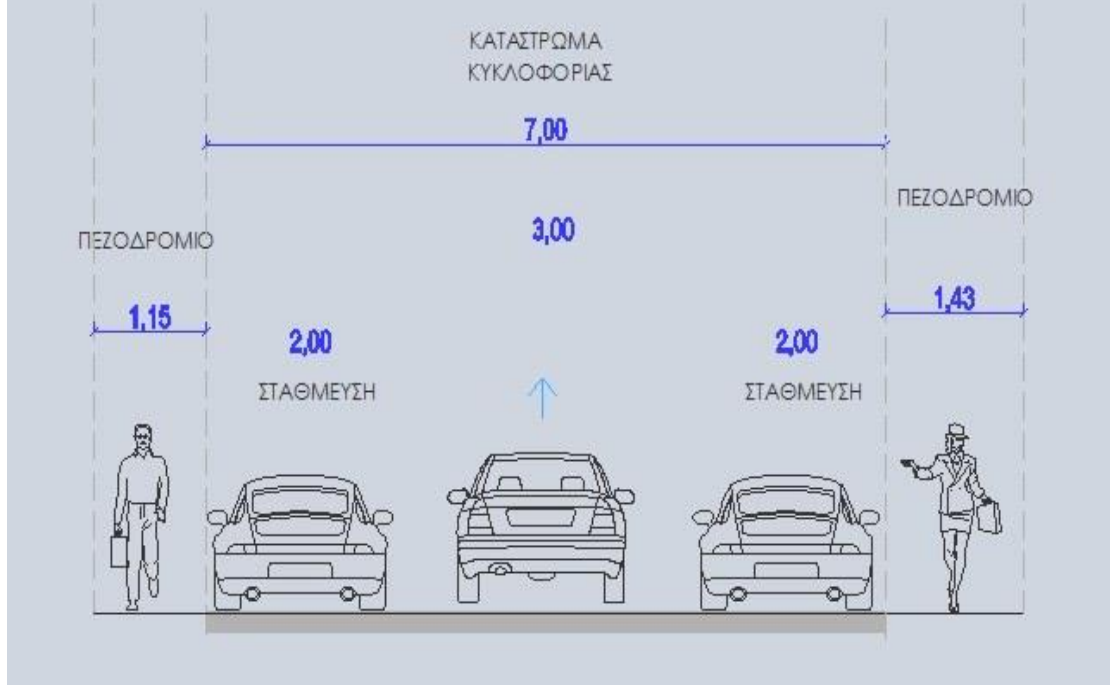 ΚΑΤΑΣΤΡΩΜΑ
ΚΥΚΛΟΦΟΡΙΑΣ
7,00
ΠΕΖΟΔΡΟΜΙΟ
3,00
ΠΕΖΟΔΡΟΜΙΟ
1,43
1,15
2,00
2,00
ΣΤΑΘΜΕΥΣΗ
ΣΤΑΘΜΕΥΣΗ